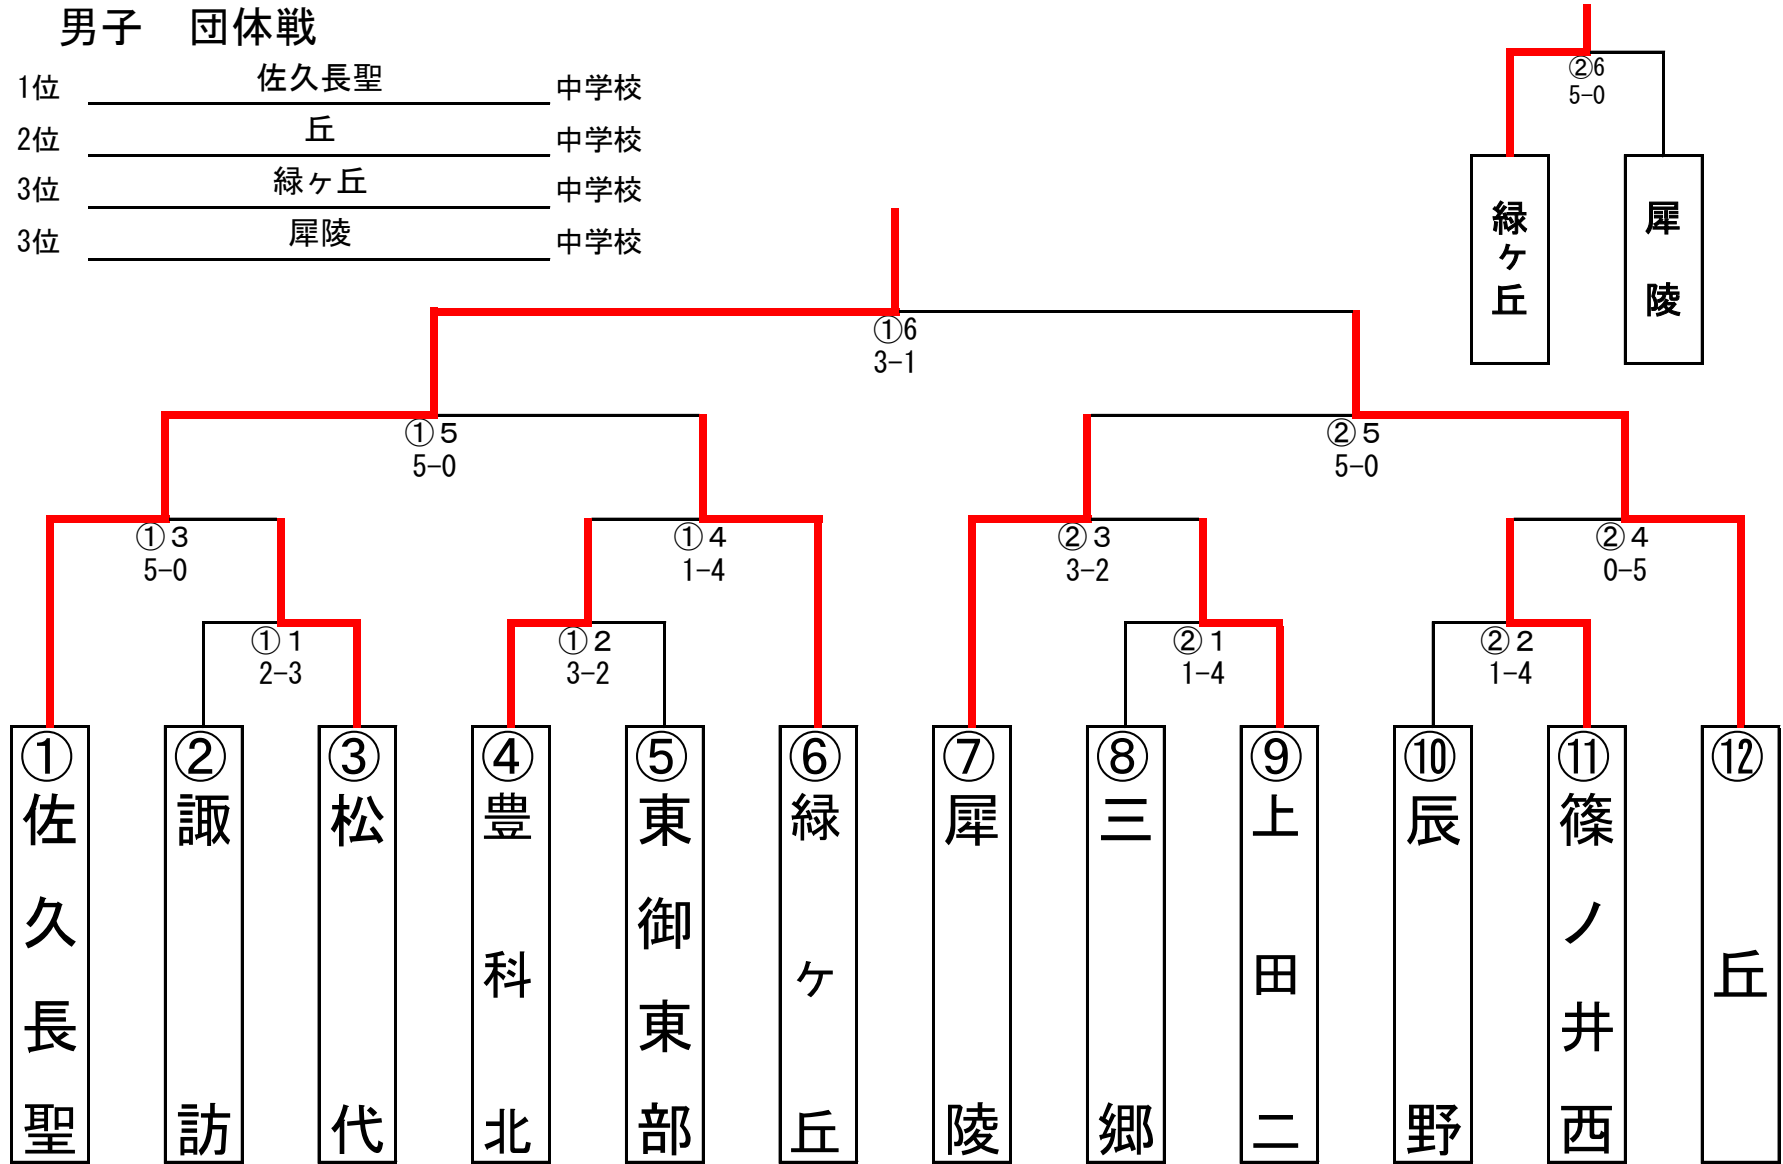 男子　団体戦
1位 佐久長聖 中学校
2位 丘 中学校
3位 緑ヶ丘 中学校
3位 犀陵 中学校
②6
5-0
緑ヶ丘
犀陵
①6
3-1
①5
5-0
②5
5-0
①3
5-0
①4
1-4
②3
3-2
②4
0-5
①1
2-3
①2
3-2
②1
1-4
②2
1-4
①佐久長聖
②諏訪
③松代
④豊科北
⑤東御東部
⑥緑ヶ丘
⑦犀陵
⑧三郷
⑨上田二
⑩辰野
⑪篠ノ井西
⑫丘